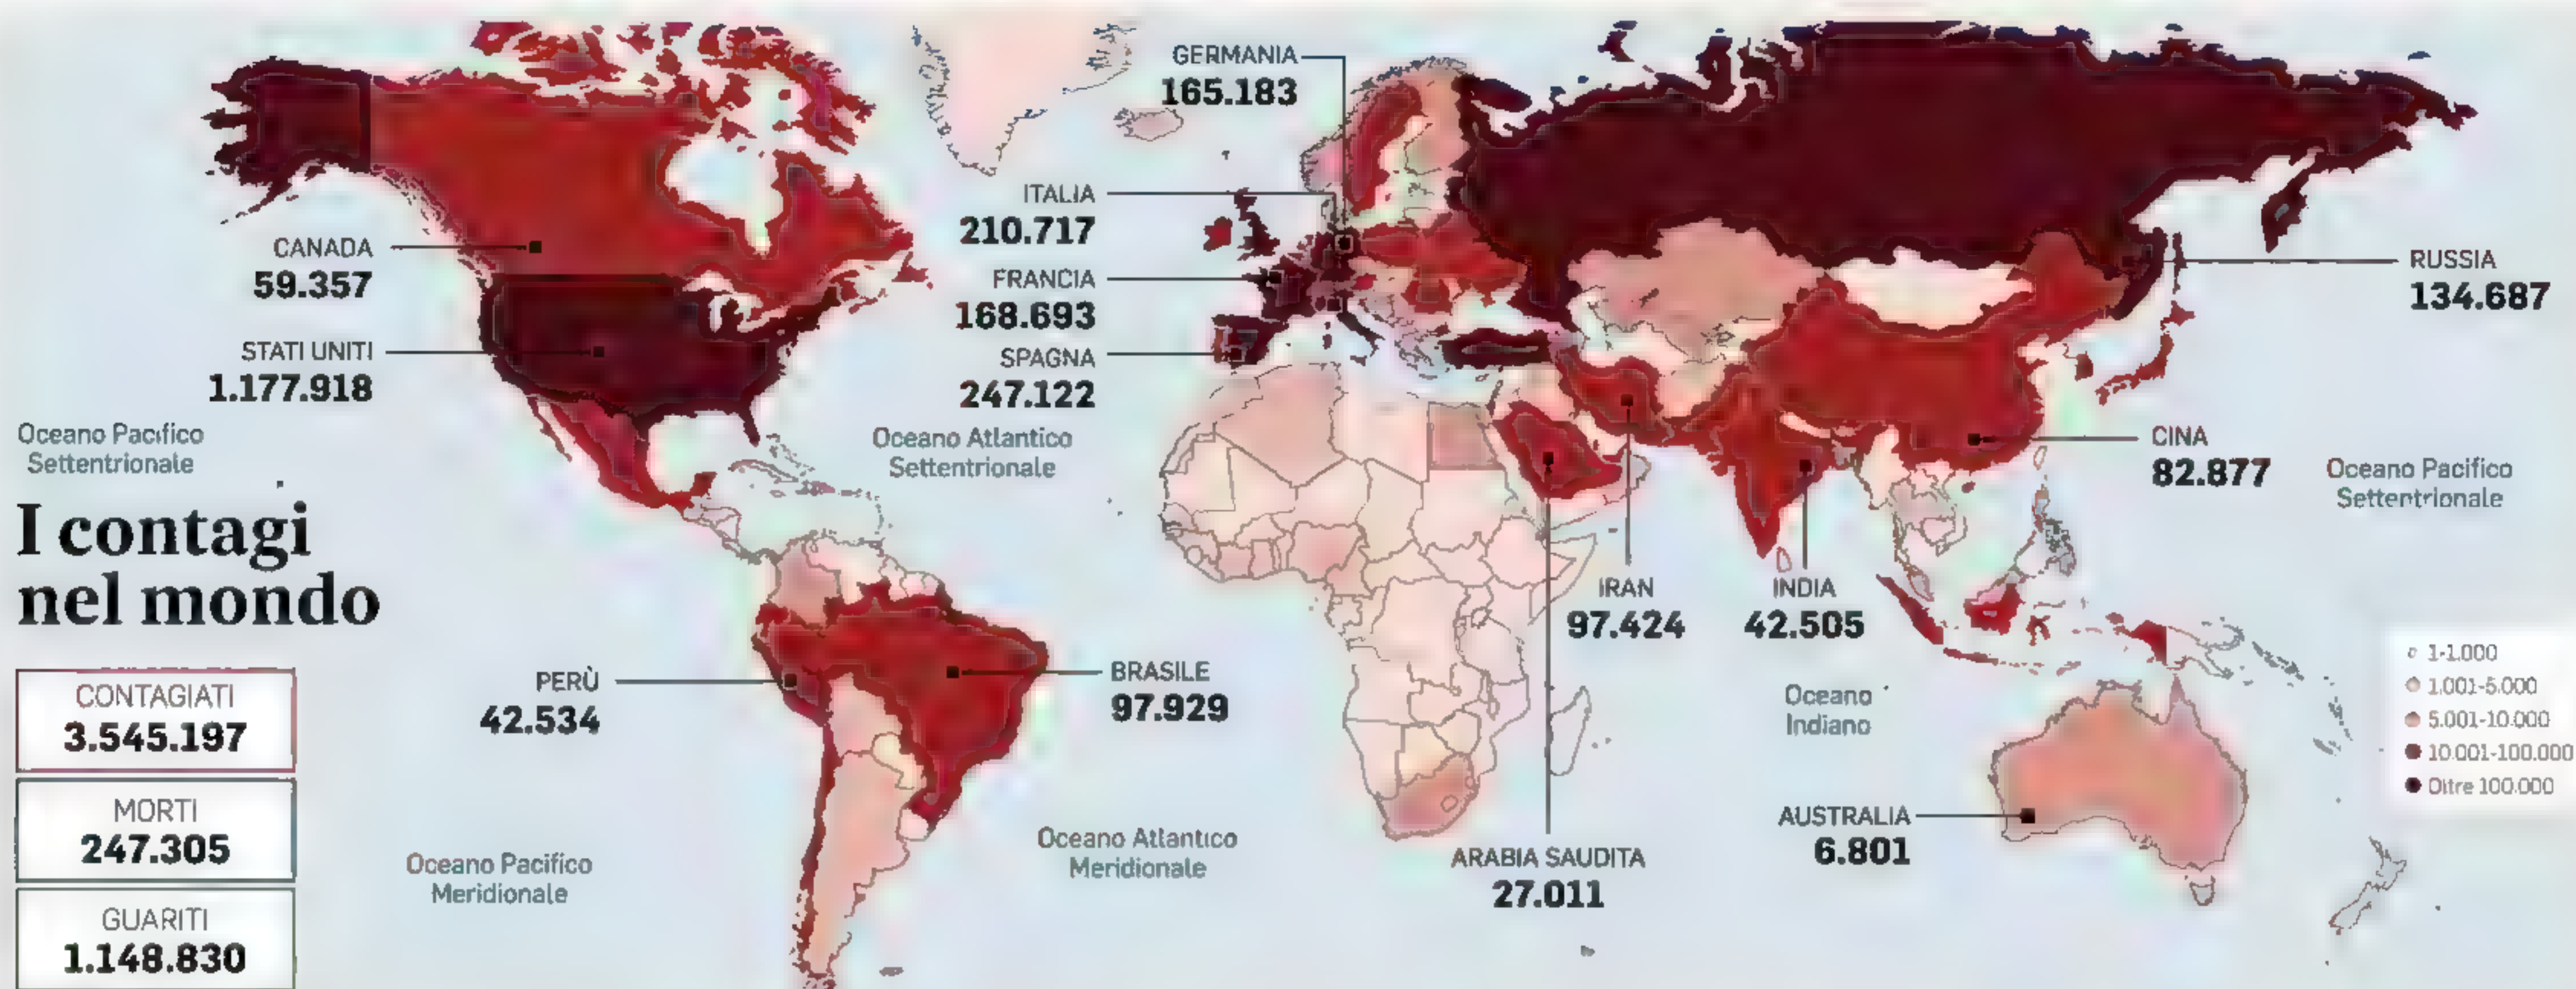 GERMANIA
165.183
ITALIA
210.717
CANADA
59.357
FRANCIA
168.693
RUSSIA
134.687
STATI UNITI
1.177.918
SPAGNA
247.122
Oceano Pacifico
Settentrionale
Oceano Atlantico
Settentrionale
CINA
82.877
Oceano Pacifico
Settentrionale
I contagi
nel mondo
IRAN
97.424
INDIA
42.505
PERÙ
42.534
BRASILE
97.929
CONTAGIATI
3.545.197
MORTI
247.305
GUARITI
1.148.830
Oceano
Indiano
1-1.000
1.001-5.000
5.001-10.000
10.001-100.000
Oltre 100.000
AUSTRALIA
6.801
Oceano Pacifico
Meridionale
Oceano Atlantico
Meridionale
ARABIA SAUDITA
27.011